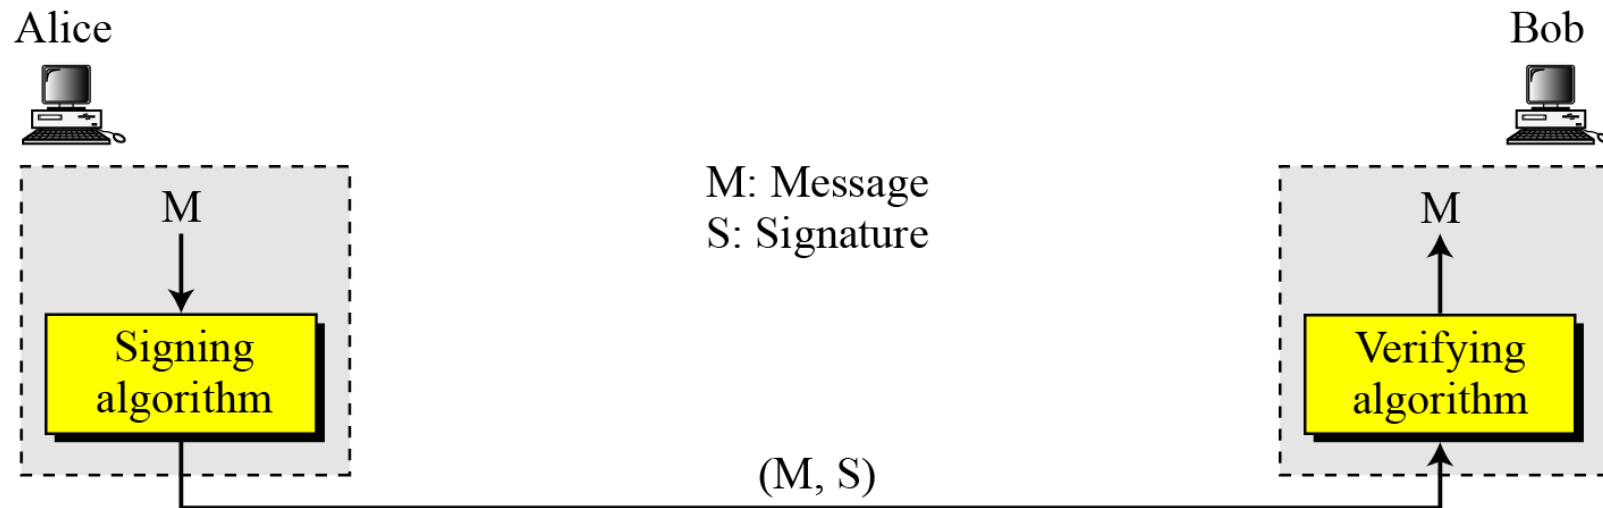 Alice
Bob
M
M: Message
S: Signature
M
Signing
algorithm
Verifying
algorithm
(M, S)